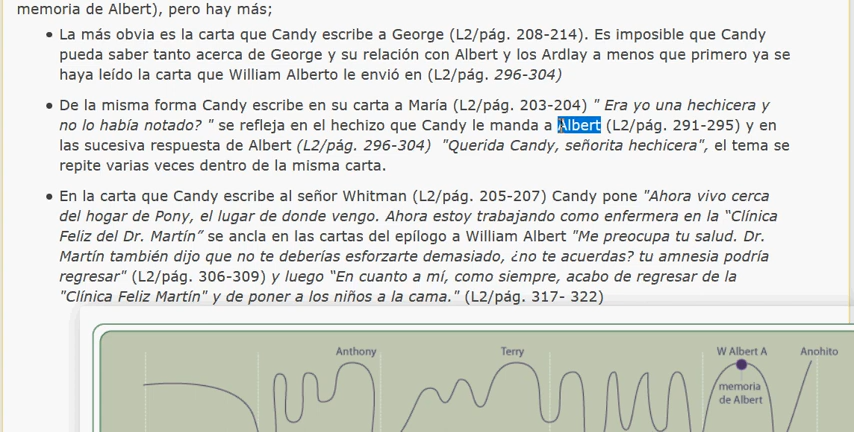 memoria de Albert), pero hay más;
• La más obvia es la carta que Candy escribe a George (L2/pág. 208-214). Es imposible que Candy
pueda saber tanto acerca de George y su relación con Albert y los Ardlay a menos que primero ya se
haya leído la carta que William Alberto le envió en (L2/pág. 296-304)
• De la misma forma Candy escribe en su carta a María (L2/pág. 203-204) " Era yo una hechicera y
no lo había notado? " se refleja en el hechizo que Candy le manda a Albert (L2/pág. 291-295) y en
las sucesiva respuesta de Albert (L2/pág. 296-304) "Querida Candy, señorita hechicera", el tema se
repite varias veces dentro de la misma carta.
• En la carta que Candy escribe al señor Whitman (L2/pág. 205-207) Candy pone "Ahora vivo cerca
del hogar de Pony, el lugar de donde vengo. Ahora estoy trabajando como enfermera en la “Clínica
Feliz del Dr. Martín” se ancla en las cartas del epílogo a William Albert "Me preocupa tu salud. Dr.
Martín también dijo que no te deberías esforzarte demasiado, ¿no te acuerdas? tu amnesia podría
regresar" (L2/pág. 306-309) y luego “En cuanto a mí, como siempre, acabo de regresar de la
"Clínica Feliz Martín" y de poner a los niños a la cama." (L2/pág. 317- 322)
Anthony Terry W Albert A Anohito
memoria
de Albert